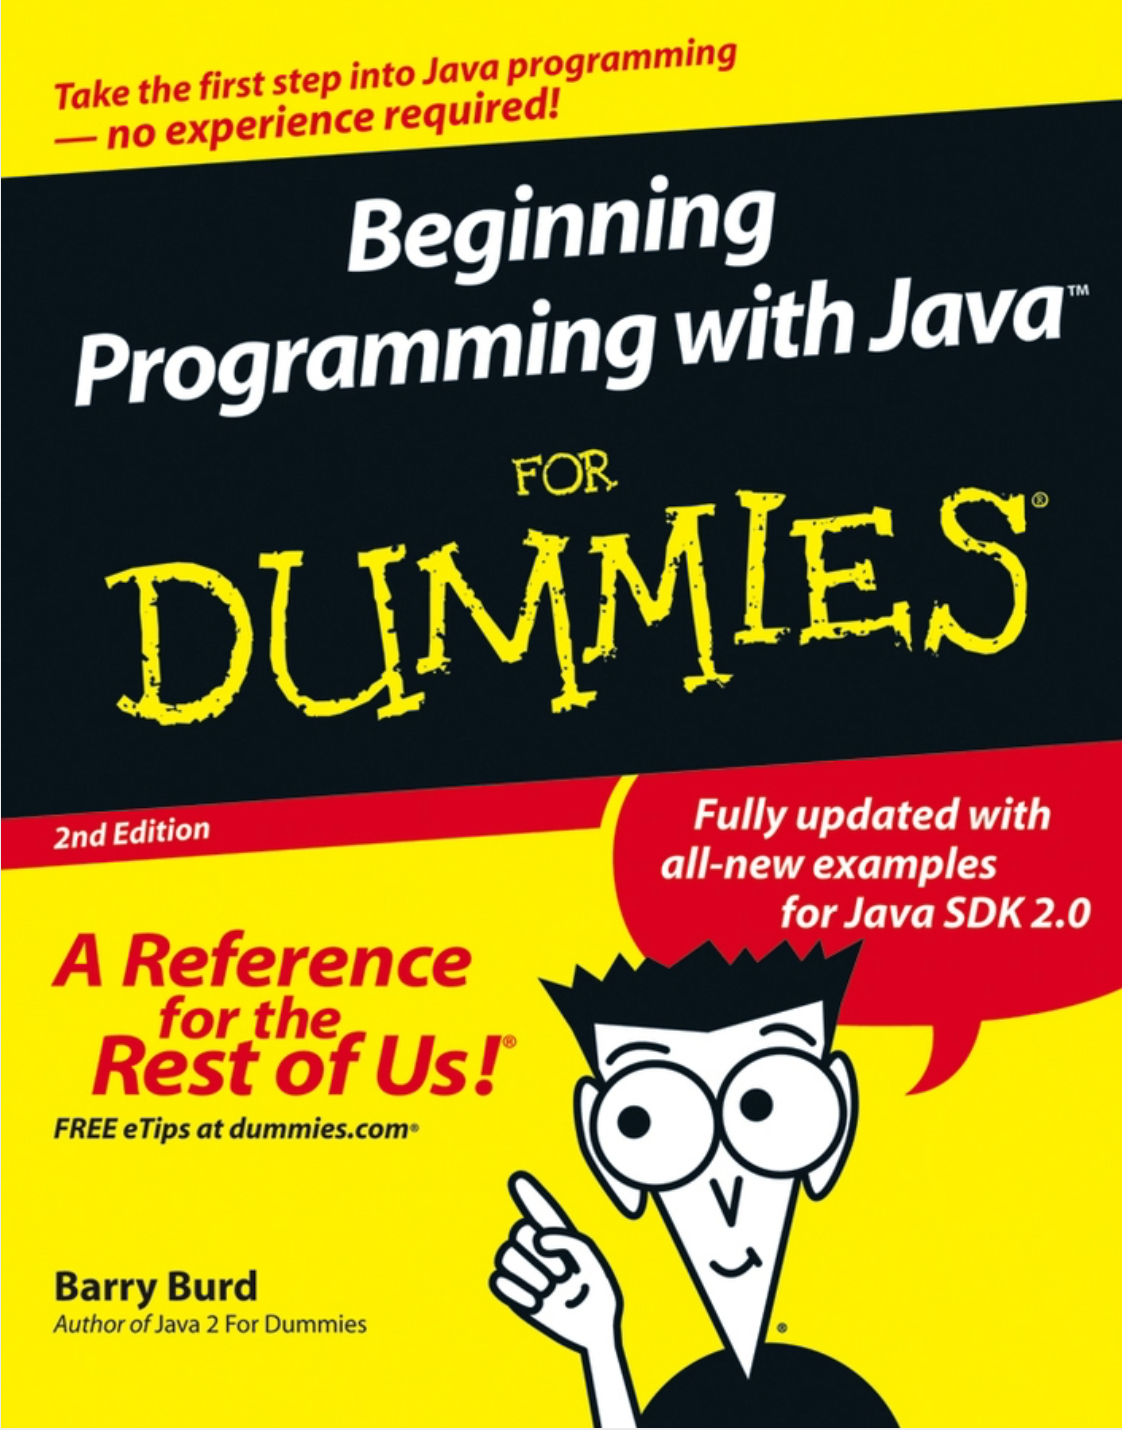 Take the first step into Java programming
— no experience required!
Beginning
Programming with Java™
FOR
DUMMIES®
2nd Edition
Fully updated with
all-new examples
for Java SDK 2.0
A Reference
for the
Rest of Us!®
FREE eTips at dummies.com®
Barry Burd
Author of Java 2 For Dummies
®